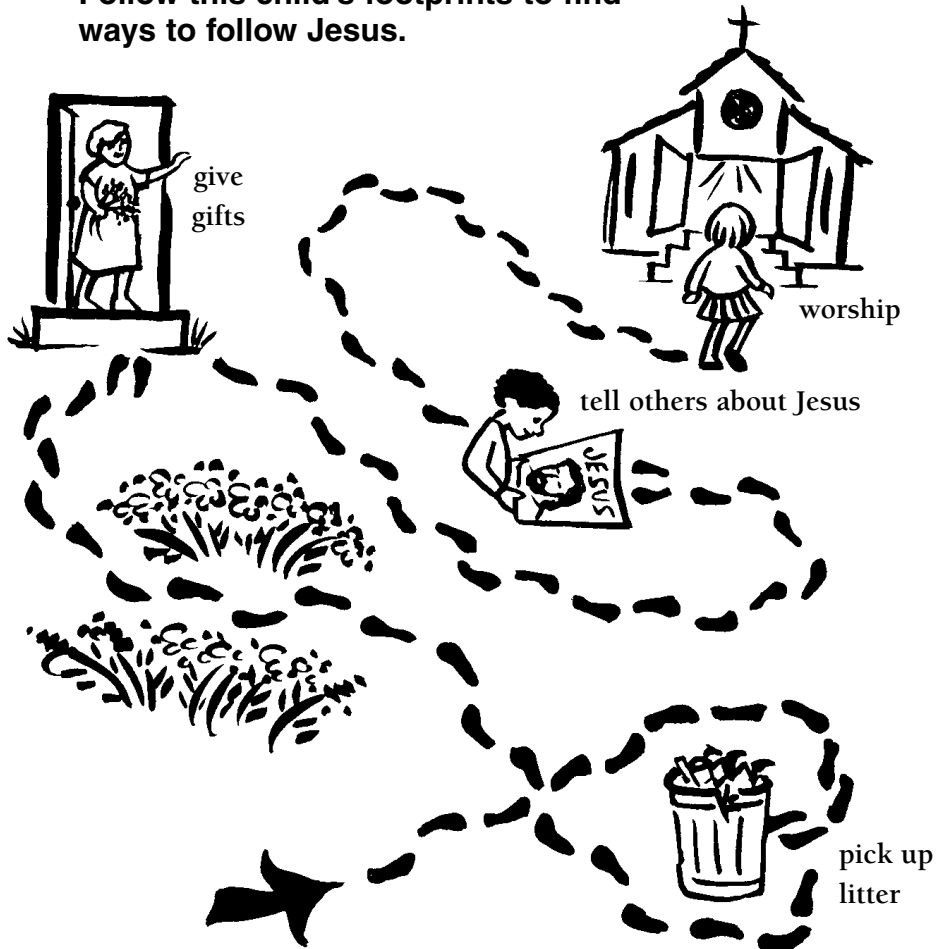 Follow this child's footprints to find
ways to follow Jesus.
give
gifts
worship
tell others about Jesus
JESUS
pick up
litter